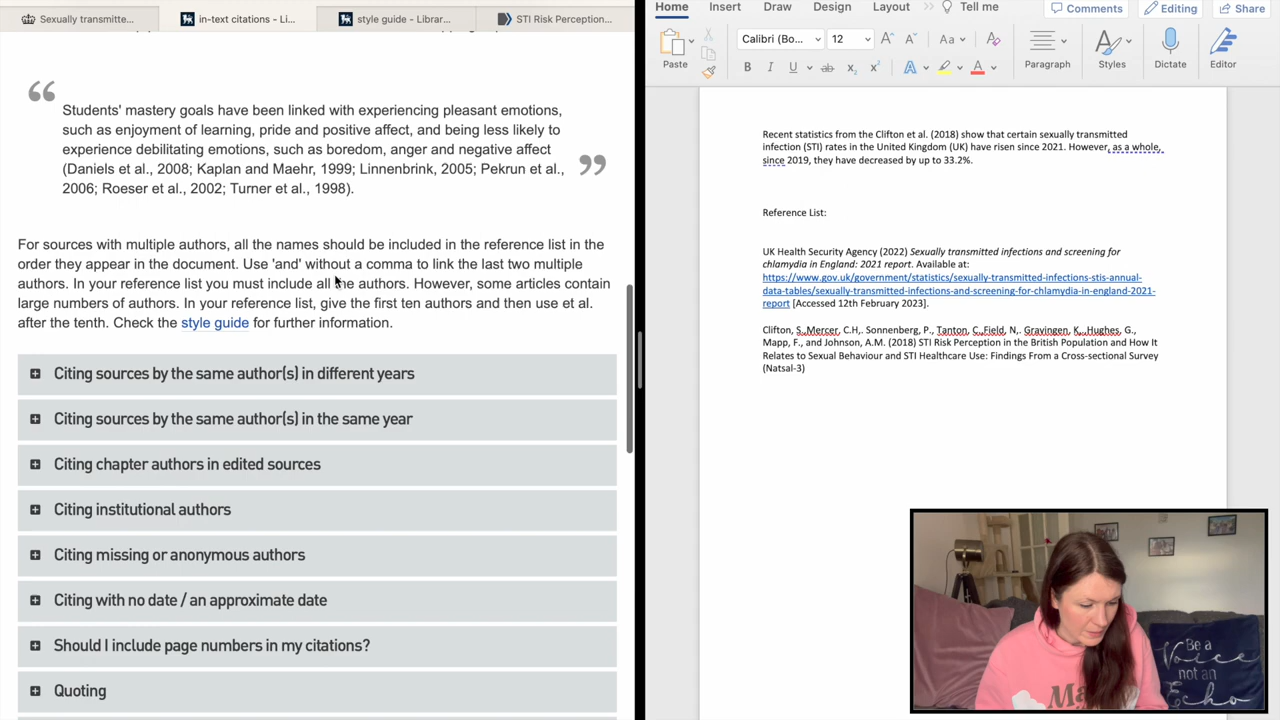 Sexually transmitte...
in-text citations - Li...
style guide - Librar...
STI Risk Perception...
Students' mastery goals have been linked with experiencing pleasant emotions,
such as enjoyment of learning, pride and positive affect, and being less likely to
experience debilitating emotions, such as boredom, anger and negative affect
(Daniels et al., 2008; Kaplan and Maehr, 1999; Linnenbrink, 2005; Pekrun et al.,
2006; Roeser et al., 2002; Turner et al., 1998).
For sources with multiple authors, all the names should be included in the reference list in the
order they appear in the document. Use 'and' without a comma to link the last two multiple
authors. In your reference list you must include all the authors. However, some articles contain
large numbers of authors. In your reference list, give the first ten authors and then use et al.
after the tenth. Check the style guide for further information.
Citing sources by the same author(s) in different years
Citing sources by the same author(s) in the same year
Citing chapter authors in edited sources
Citing institutional authors
Citing missing or anonymous authors
Citing with no date / an approximate date
Should I include page numbers in my citations?
Quoting
Home Insert Draw Design Layout Tell me
Comments Editing Share
Paste
Calibri (Bo... 12
Paragraph
Styles
Dictate
Editor
Recent statistics from the Clifton et al. (2018) show that certain sexually transmitted
infection (STI) rates in the United Kingdom (UK) have risen since 2021. However, as a whole,
since 2019, they have decreased by up to 33.2%.
Reference List:
UK Health Security Agency (2022) Sexually transmitted infections and screening for
chlamydia in England: 2021 report. Available at:
https://www.gov.uk/government/statistics/sexually-transmitted-infections-stis-annual-
data-tables/sexually-transmitted-infections-and-screening-for-chlamydia-in-england-2021-
report [Accessed 12th February 2023].
Clifton, S,,Mercer, C.H,. Sonnenberg, P., Tanton, C,,Field, N,. Gravingen, K,,,Hughes, G.,
Mapp, F., and Johnson, A.M. (2018) STI Risk Perception in the British Population and How It
Relates to Sexual Behaviour and STI Healthcare Use: Findings From a Cross-sectional Survey
(Natsal-3)
Be a
Voice
not an
Echo